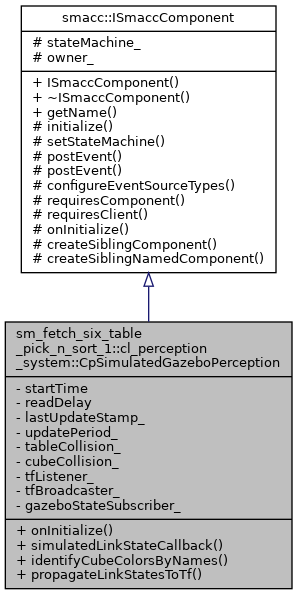 smacc::ISmaccComponent
# stateMachine_
# owner_
+ ISmaccComponent()
+ ~ISmaccComponent()
+ getName()
# initialize()
# setStateMachine()
# postEvent()
# postEvent()
# configureEventSourceTypes()
# requiresComponent()
# requiresClient()
# onInitialize()
# createSiblingComponent()
# createSiblingNamedComponent()
sm_fetch_six_table
_pick_n_sort_1::cl_perception
_system::CpSimulatedGazeboPerception
- startTime
- readDelay
- lastUpdateStamp_
- updatePeriod_
- tableCollision_
- cubeCollision_
- tfListener_
- tfBroadcaster_
- gazeboStateSubscriber_
+ onInitialize()
+ simulatedLinkStateCallback()
+ identifyCubeColorsByNames()
+ propagateLinkStatesToTf()